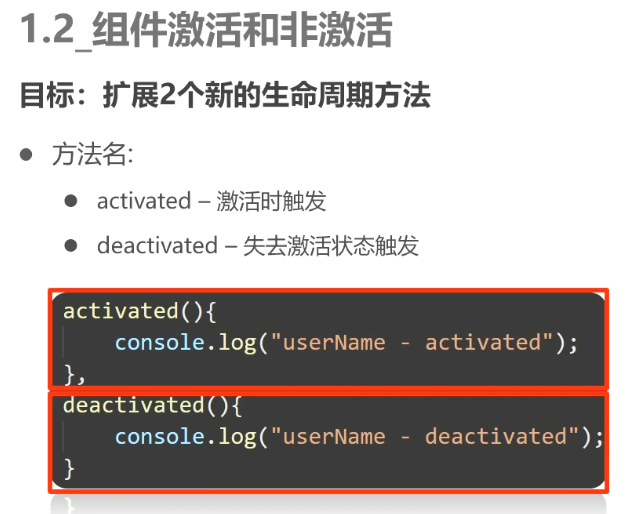 1.2_组件激活和非激活
目标：扩展2个新的生命周期方法
● 方法名:
● activated – 激活时触发
● deactivated – 失去激活状态触发
activated(){
console.log("userName - activated");
},
deactivated(){
console.log("userName - deactivated");
}